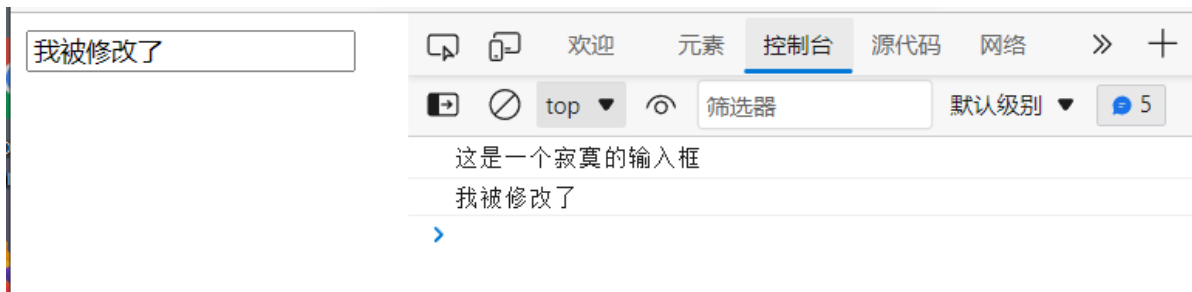 我被修改了
欢迎 元素 控制台 源代码 网络
top 筛选器 默认级别 5
这是一个寂寞的输入框
我被修改了